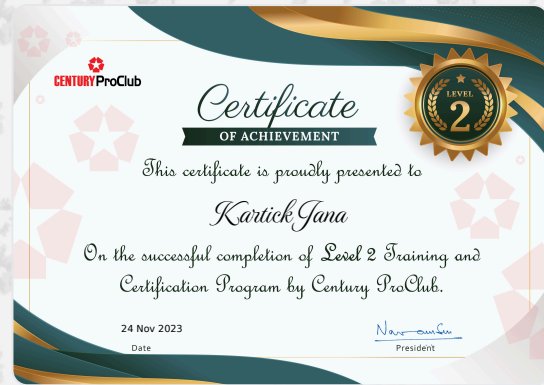 CENTURY ProClub
LEVEL
2
Certificate
OF ACHIEVEMENT
This certificate is proudly presented to
Kartick Jana
On the successful completion of Level 2 Training and
Certification Program by Century ProClub.
24 Nov 2023
Date
President